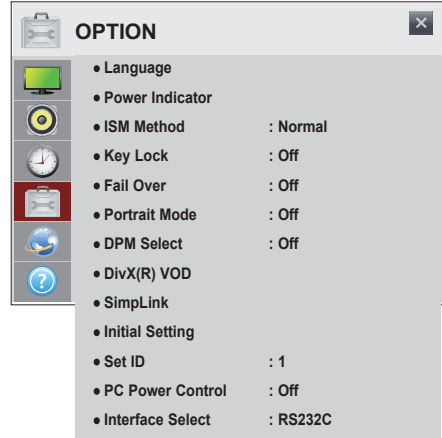 OPTION
● Language
● Power Indicator
● ISM Method : Normal
● Key Lock : Off
● Fail Over : Off
● Portrait Mode : Off
● DPM Select : Off
● DivX(R) VOD
● SimpLink
● Initial Setting
● Set ID : 1
● PC Power Control : Off
● Interface Select : RS232C